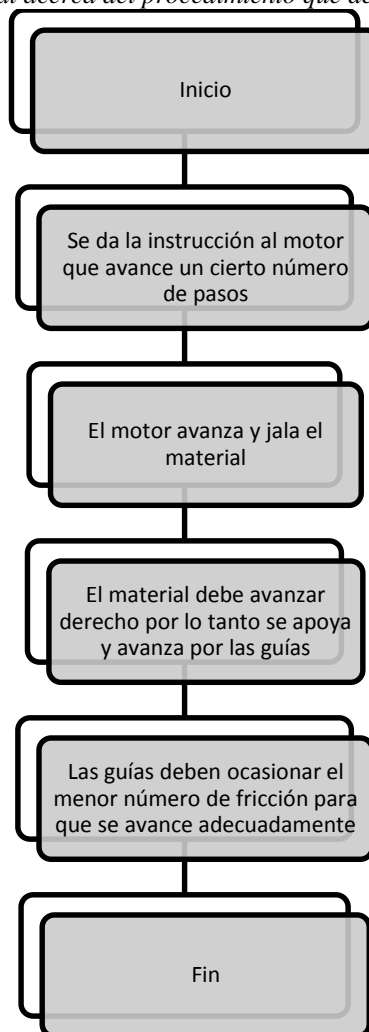 acerca del procedimiento que
Inicio
Se da la instrucción al motor
que avance un cierto número
de pasos
El motor avanza y jala el
material
El material debe avanzar
derecho por lo tanto se apoya
y avanza por las guías
Las guías deben ocasionar el
menor número de fricción para
que se avance adecuadamente
Fin